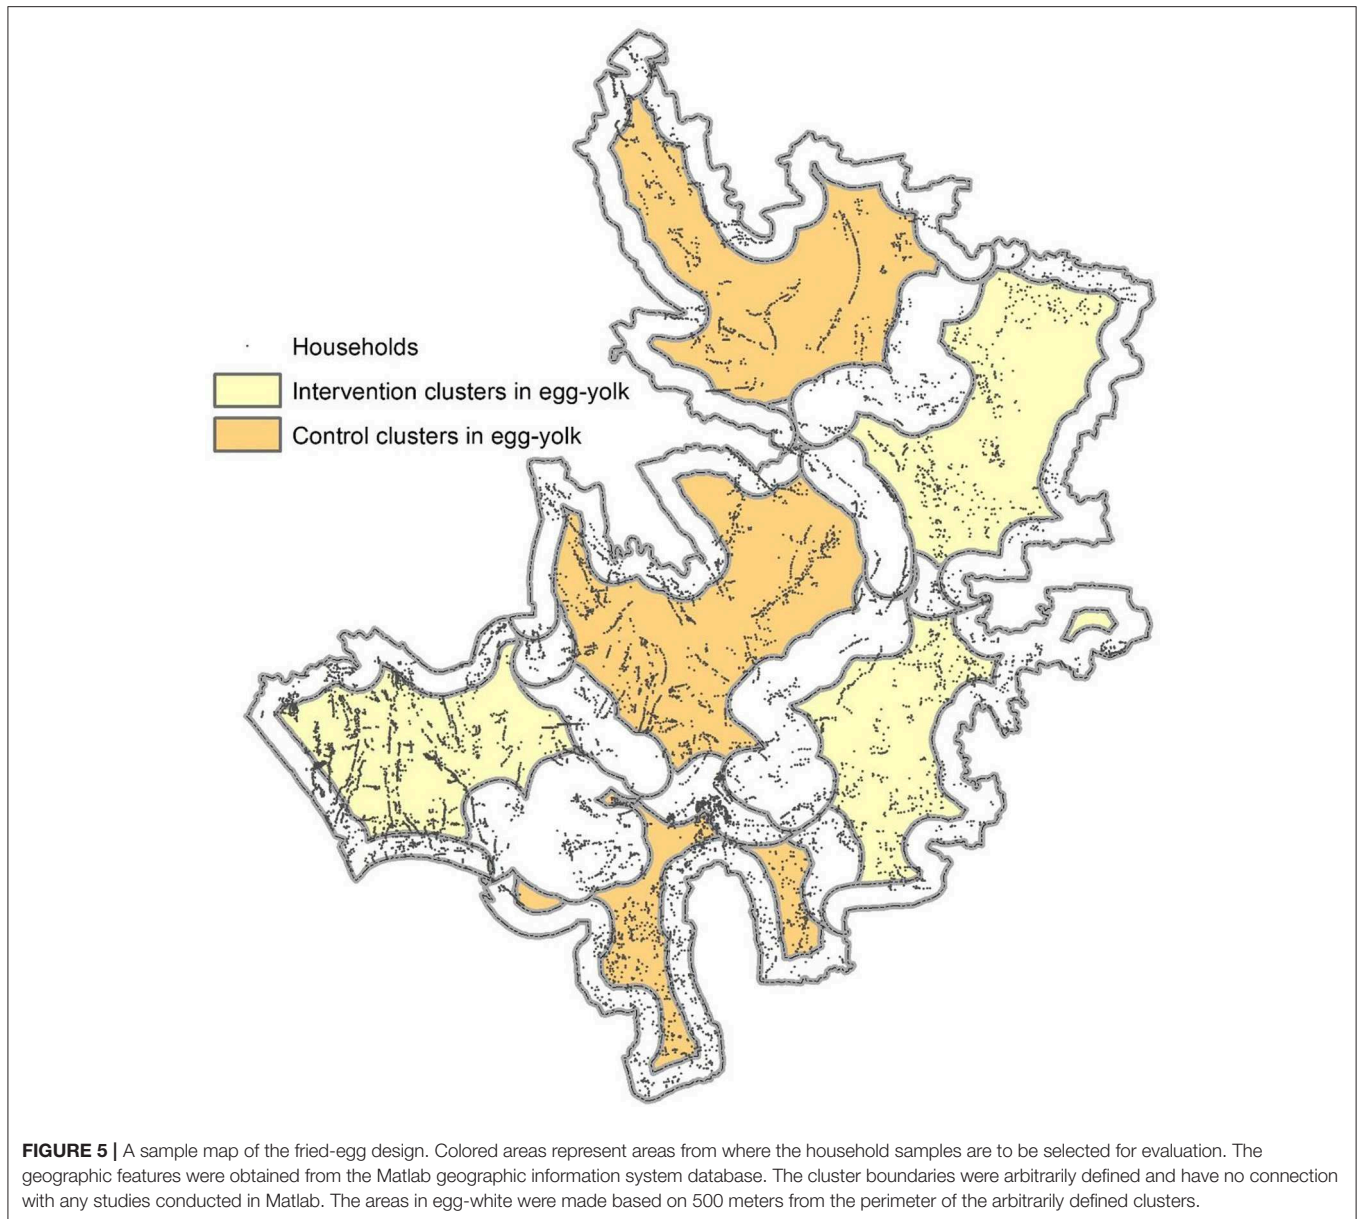 Households
Intervention clusters in egg-yolk
Control clusters in egg-yolk
FIGURE 5 | A sample map of the fried-egg design. Colored areas represent areas from where the household samples are to be selected for evaluation. The
geographic features were obtained from the Matlab geographic information system database. The cluster boundaries were arbitrarily defined and have no connection
with any studies conducted in Matlab. The areas in egg-white were made based on 500 meters from the perimeter of the arbitrarily defined clusters.